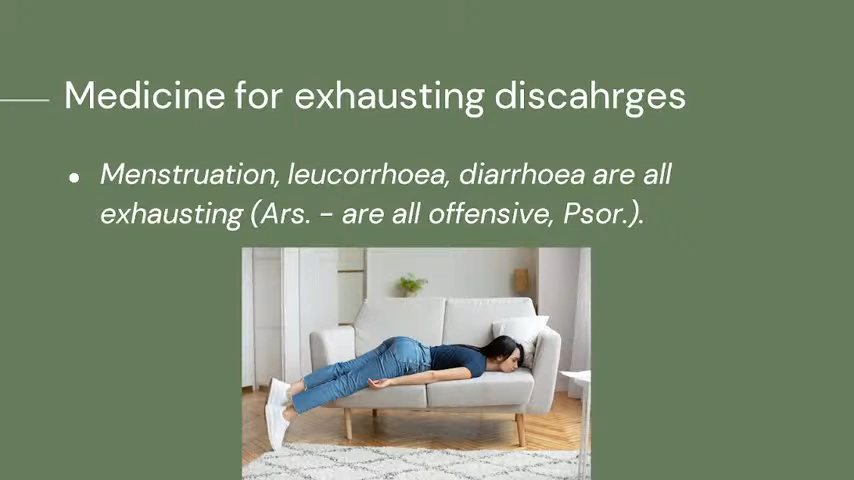 Medicine for exhausting discahrges
• Menstruation, leucorrhoea, diarrhoea are all
exhausting (Ars. - are all offensive, Psor.).